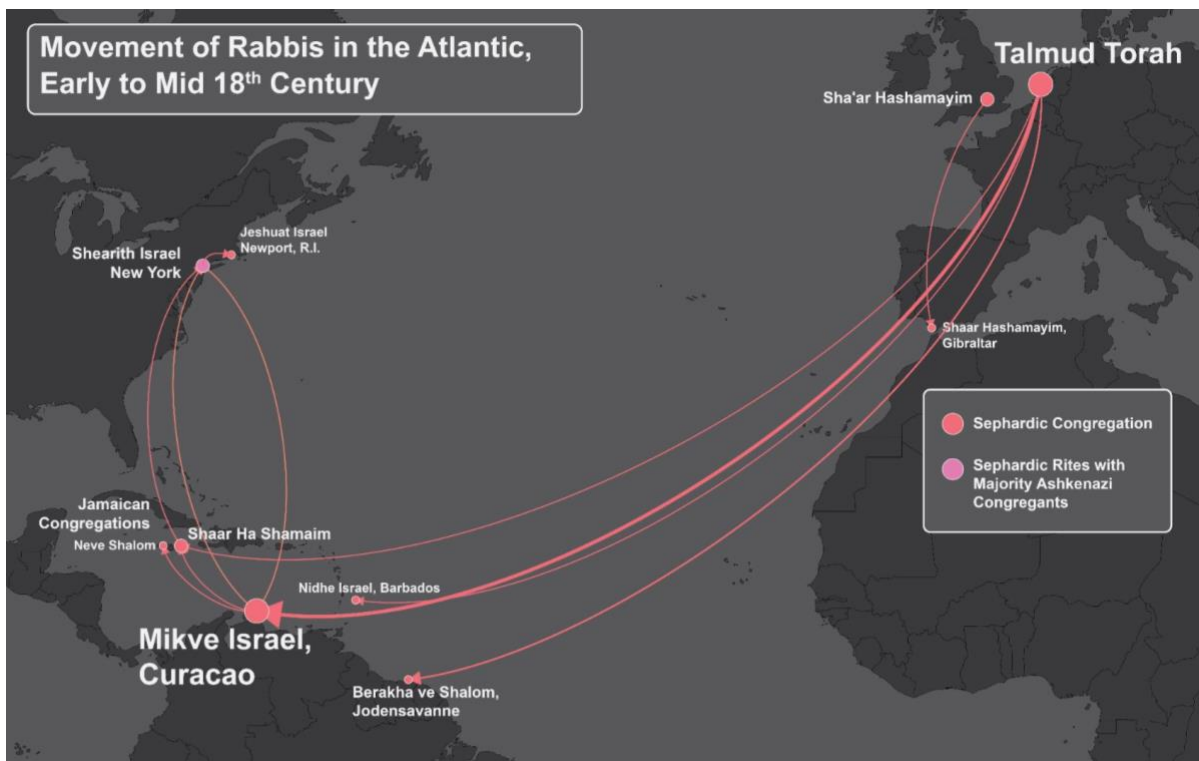 Movement of Rabbis in the Atlantic,
Early to Mid 18th Century
Talmud Torah
Sha'ar Hashamayim
Jeshuat Israel
Newport, R.I.
Shearith Israel
New York
Shaar Hashamayim,
Gibraltar
Sephardic Congregation
Sephardic Rites with
Majority Ashkenazi
Congregants
Jamaican
Congregations
Neve Shalom
Shaar Ha Shamaim
Nidhe Israel, Barbados
Mikve Israel,
Curacao
Berakha ve Shalom,
Jodensavanne